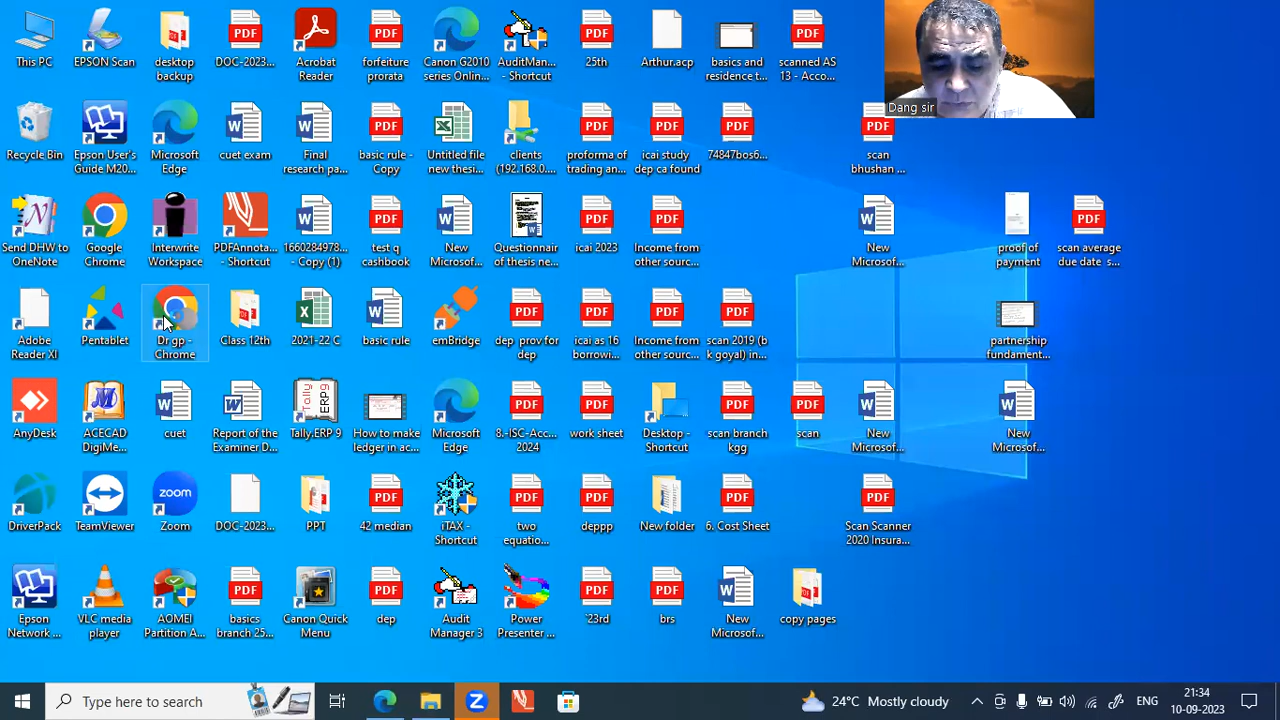 This PC
EPSON Scan
desktop
backup
DOC-2023...
Acrobat
Reader
forfeiture
prorata
Canon G2010
series Onlin...
AuditMan...
- Shortcut
25th
Arthur.acp
basics and
residence t...
scanned AS
13 - Acco...
Dang sir
Recycle Bin
Epson User's
Guide M20...
Microsoft
Edge
cuet exam
Final
research pa...
basic rule -
Copy
Untitled file
new thesi...
clients
(192.168.0....
proforma of
trading an...
icai study
dep ca found
74847bos6...
scan
bhushan ...
Send DHW to
OneNote
Google
Chrome
Interwrite
Workspace
PDFAnnota...
- Shortcut
1660284978...
- Copy (1)
test q
cashbook
New
Microsof...
Questionnair
of thesis ne...
icai 2023
Income from
other sourc...
New
Microsof...
proof of
payment
scan average
due date s...
Adobe
Reader XI
Pentablet
Dr gp -
Chrome
Class 12th
2021-22 C
basic rule
emBridge
dep prov for
dep
icai as 16
borrowi...
Income from
other sourc...
scan 2019 (b
k goyal) in...
partnership
fundament...
AnyDesk
ACECAD
DigiMe...
cuet
Report of the
Examiner D...
Tally.ERP 9
How to make
ledger in ac...
Microsoft
Edge
8.-ISC-Acc...
2024
work sheet
Desktop -
Shortcut
scan branch
kgg
scan
New
Microsof...
New
Microsof...
DriverPack
TeamViewer
Zoom
DOC-2023...
PPT
42 median
iTAX -
Shortcut
two
equatio...
deppp
New folder
6. Cost Sheet
Scan Scanner
2020 Insura...
Epson
Network ...
VLC media
player
AOMEI
Partition A...
basics
branch 25...
Canon Quick
Menu
dep
Audit
Manager 3
Power
Presenter ...
`23rd
brs
New
Microsof...
copy pages
Type here to search
24°C Mostly cloudy
ENG
21:34
10-09-2023